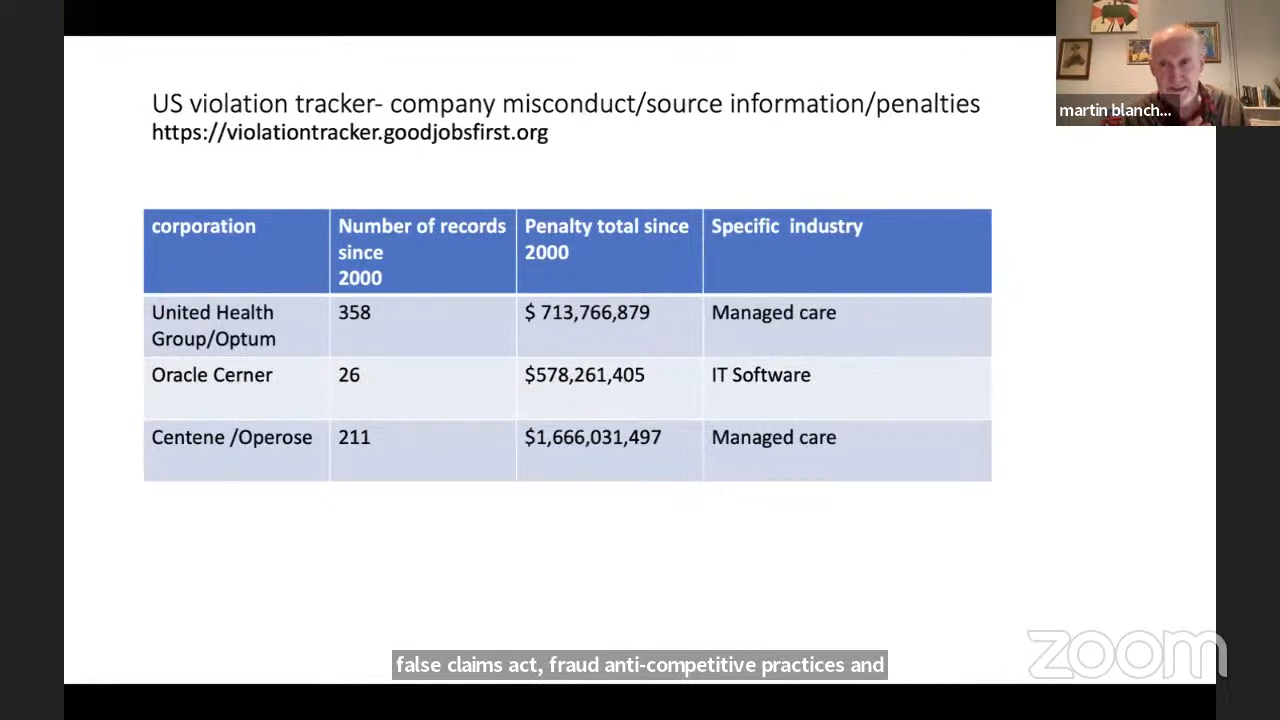 US violation tracker- company misconduct/source information/penalties
https://violationtracker.goodjobsfirst.org
martin blanch...
corporation
Number of records since 2000
Penalty total since 2000
Specific industry
United Health Group/Optum
358
$ 713,766,879
Managed care
Oracle Cerner
26
$578,261,405
IT Software
Centene /Operose
211
$1,666,031,497
Managed care
false claims act, fraud anti-competitive practices and
zoom